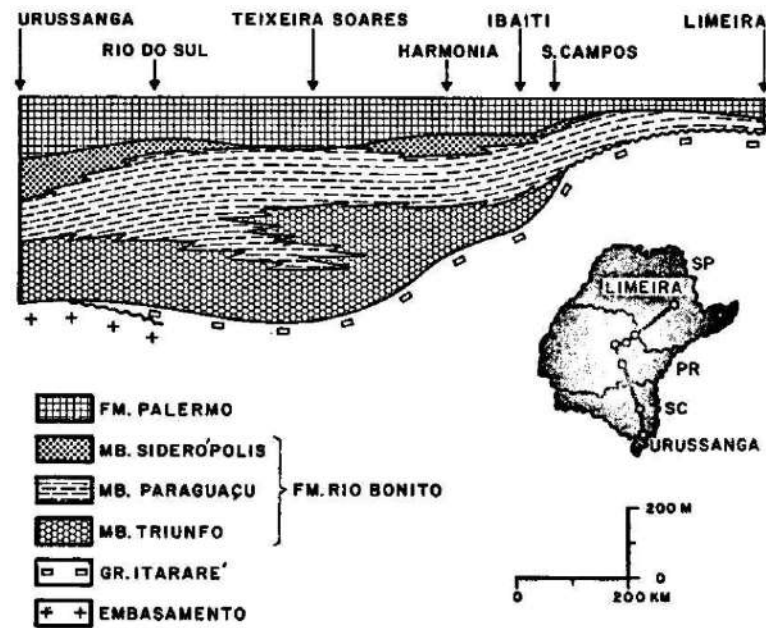 URUSSANGA TEIXEIRA SOARES IBAITI LIMEIRA
RIO DO SUL HARMONIA S. CAMPOS
SP
LIMEIRA
PR
SC
URUSSANGA
FM. PALERMO
MB. SIDERÓPOLIS
MB. PARAGUAÇU
FM. RIO BONITO
MB. TRIUNFO
GR. ITARARÉ
EMBASAMENTO
200 M
0
0 200 KM